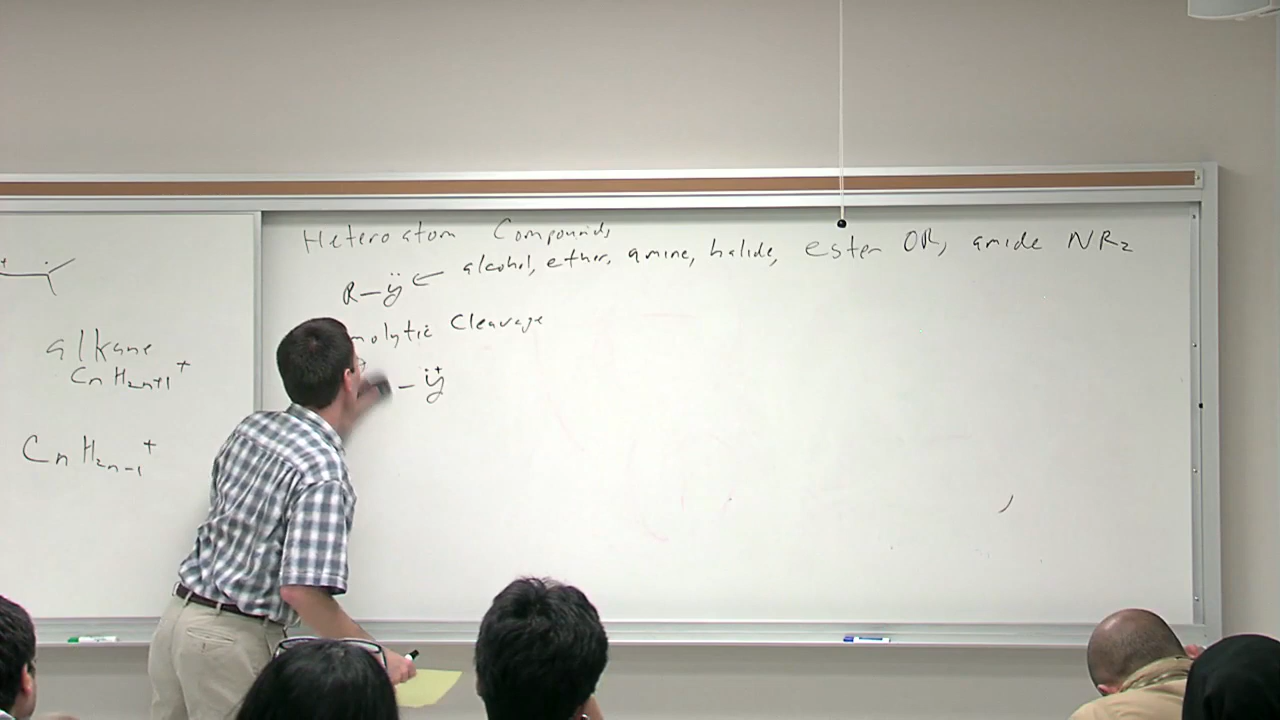 alkane
CnH2n+1+
CnH2n-1+
Heteroatom Compounds
alcohol, ether, amine, halide, ester OR, amide NR2
R-ÿ
molytic Cleavage
- ÿ+